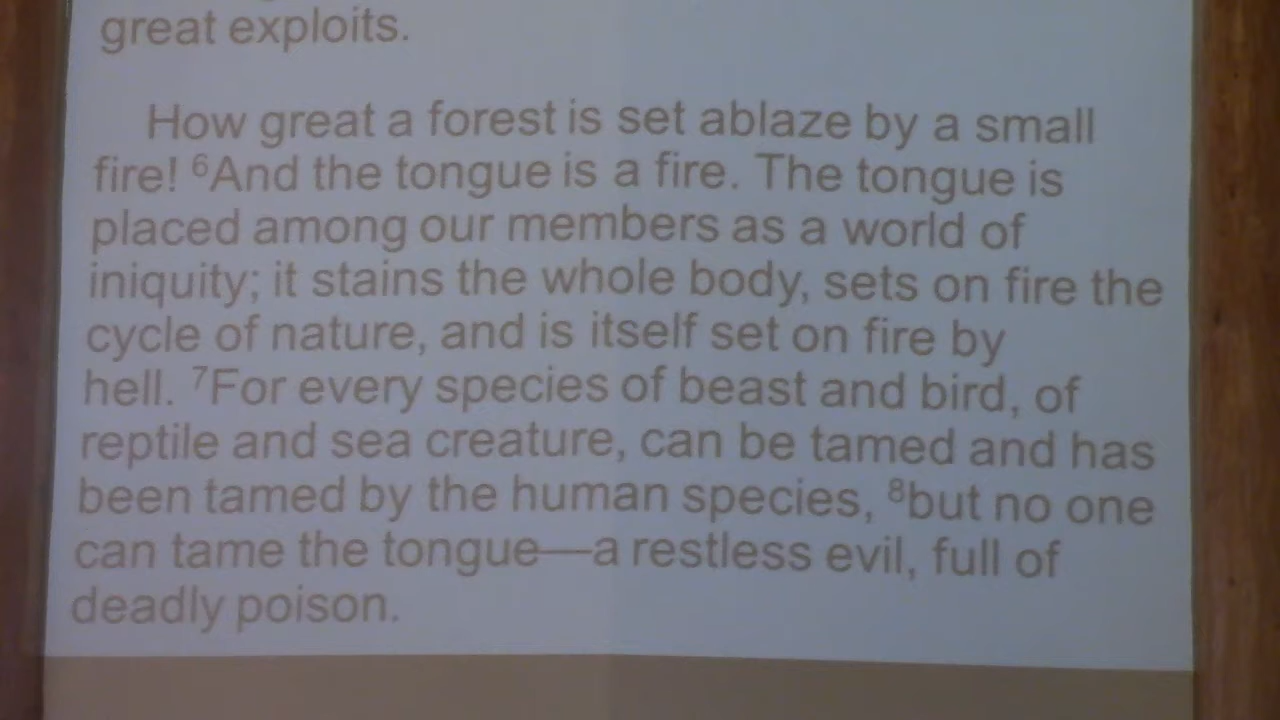 great exploits.
How great a forest is set ablaze by a small
fire! ⁶And the tongue is a fire. The tongue is
placed among our members as a world of
iniquity; it stains the whole body, sets on fire the
cycle of nature, and is itself set on fire by
hell. ⁷For every species of beast and bird, of
reptile and sea creature, can be tamed and has
been tamed by the human species, ⁸but no one
can tame the tongue—a restless evil, full of
deadly poison.